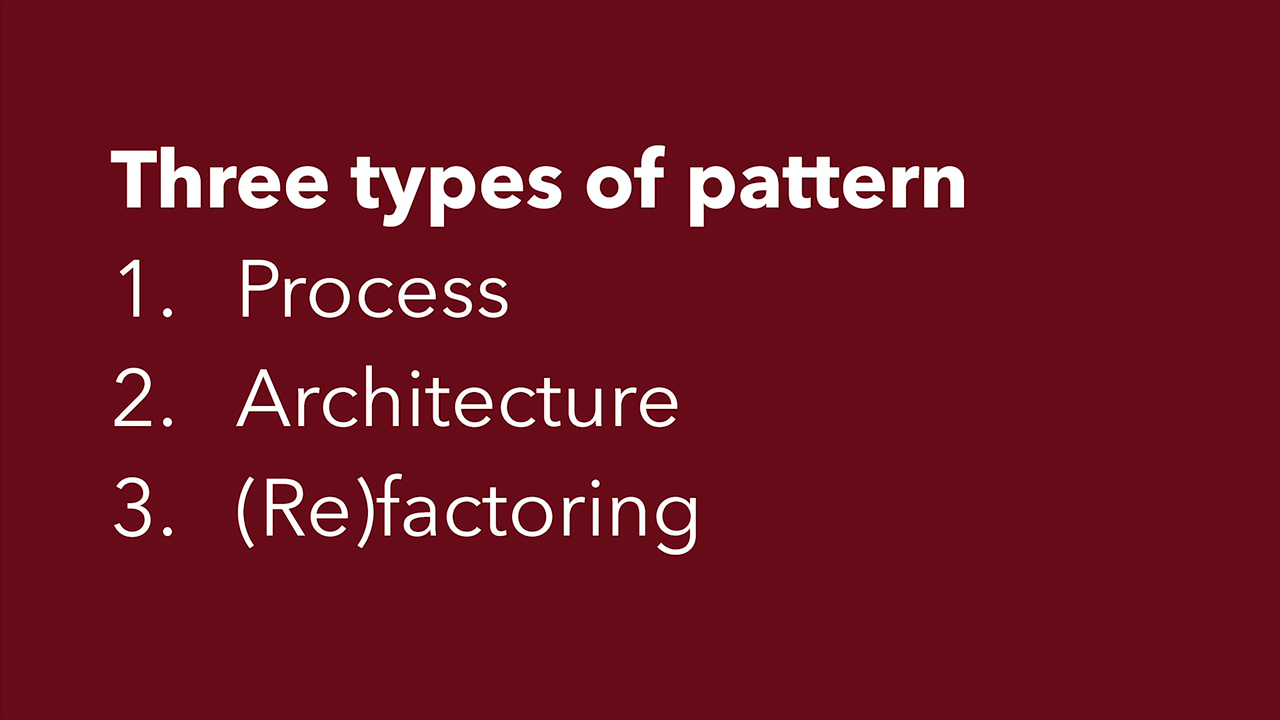 Three types of pattern
1. Process
2. Architecture
3. (Re)factoring